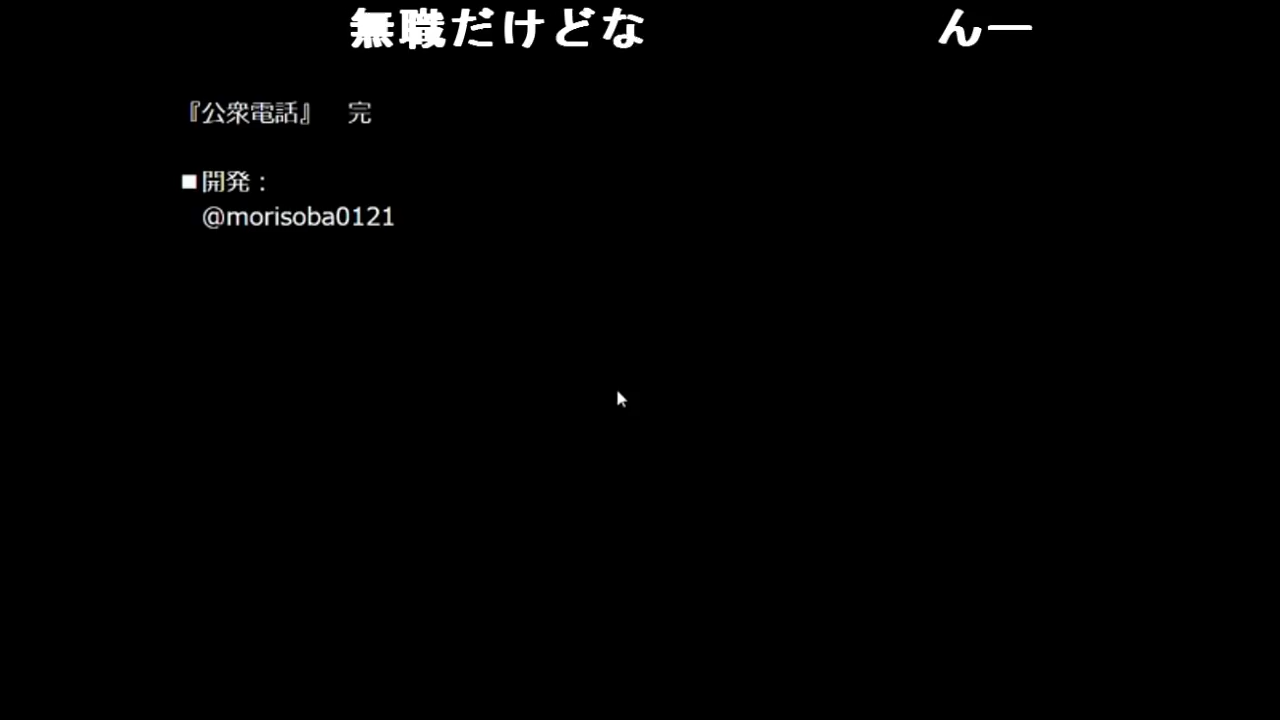 無職だけどな
んー
『公衆電話』　完
■開発：
@morisoba0121